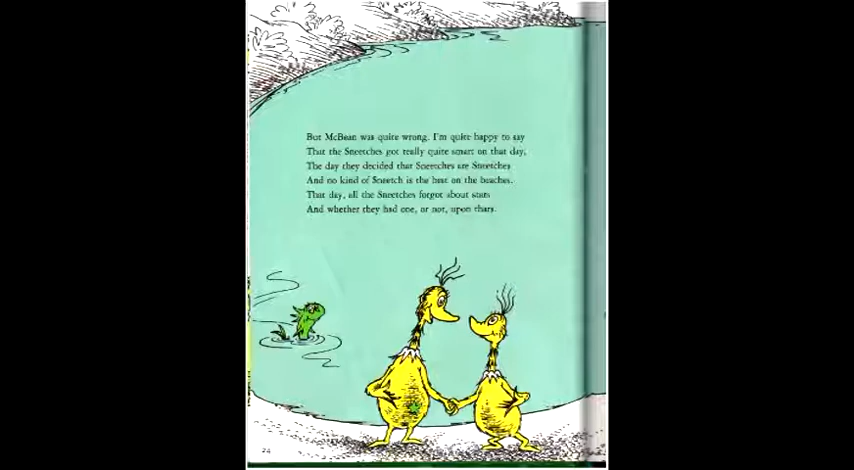 But McBean was quite wrong. I'm quite happy to say
That the Sneetches got really quite smart on that day,
The day they decided that Sneetches are Sneetches
And no kind of Sneetch is the best on the beaches.
That day, all the Sneetches forgot about stars
And whether they had one, or not, upon thars.
24